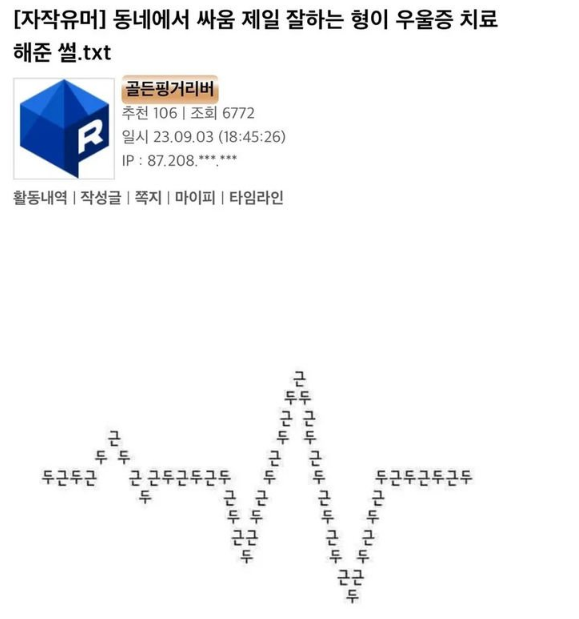 [자작유머] 동네에서 싸움 제일 잘하는 형이 우울증 치료
해준 썰.txt
R
골든핑거리버
추천 106 | 조회 6772
일시 23.09.03 (18:45:26)
IP : 87.208.***.***
활동내역 | 작성글 | 쪽지 | 마이피 | 타임라인
근
두두
근 근
근 두 두
두 두 근 근
두근두근 근 근두근두근두 두 두 두근두근두근두
두 근 근 근 근
두 두 두 두
근근 근 근
두 두 두
근근
두